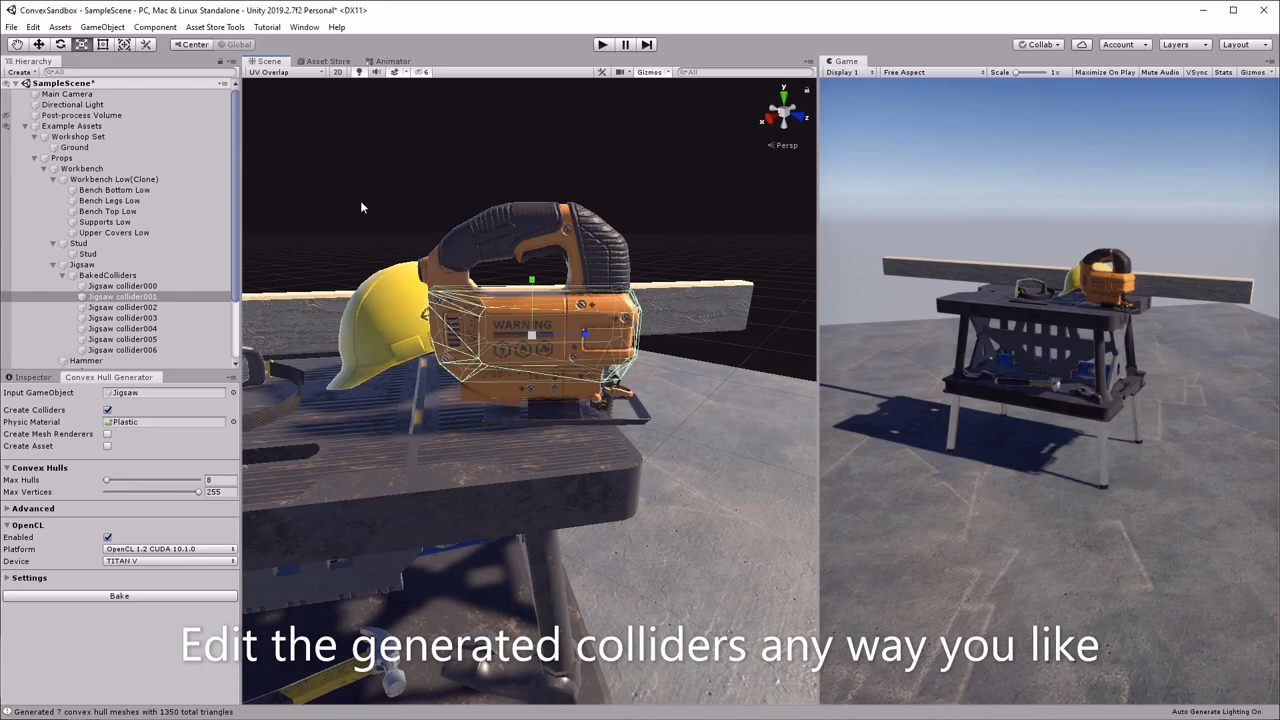 ConvexSandbox - SampleScene - PC, Mac & Linux Standalone - Unity 2019.2.7f2 Personal* <DX11>
File Edit Assets GameObject Component Asset Store Tools Tutorial Window Help
Center Global Collab Account Layers Layout
Hierarchy
Create All
SampleScene*
Main Camera
Directional Light
Post-process Volume
Example Assets
Workshop Set
Ground
Props
Workbench
Workbench Low(Clone)
Bench Bottom Low
Bench Legs Low
Bench Top Low
Supports Low
Upper Covers Low
Stud
Stud
Jigsaw
BakedColliders
Jigsaw collider000
Jigsaw collider001
Jigsaw collider002
Jigsaw collider003
Jigsaw collider004
Jigsaw collider005
Jigsaw collider006
Hammer
Inspector Convex Hull Generator
Input GameObject Jigsaw
Create Colliders
Physic Material Plastic
Create Mesh Renderers
Create Asset
Convex Hulls
Max Hulls 8
Max Vertices 255
Advanced
OpenCL
Enabled
Platform OpenCL 1.2 CUDA 10.1.0
Device TITAN V
Settings
Bake
Scene Asset Store Animator
UV Overlap 2D 6 Gizmos All
y
x z
Persp
WARNING
Game
Display 1 Free Aspect Scale 1x Maximize On Play Mute Audio VSync Stats Gizmos
Edit the generated colliders any way you like
Generated 7 convex hull meshes with 1350 total triangles
Auto Generate Lighting On